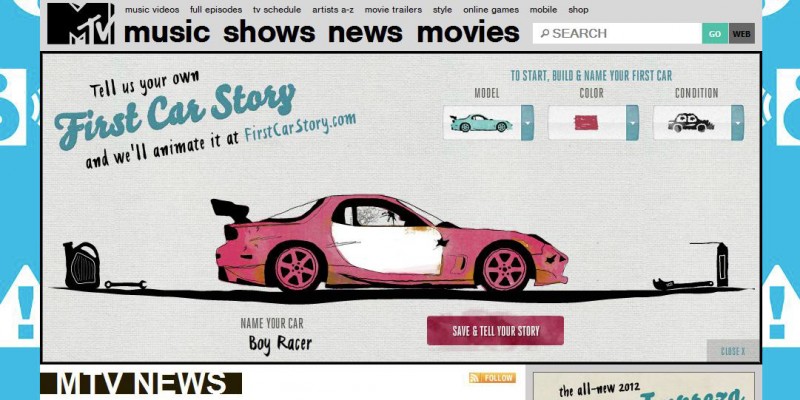 MTV
music videos full episodes tv schedule artists a-z movie trailers style online games mobile shop
music shows news movies
SEARCH GO WEB
Tell us your own
First Car Story
and we'll animate it at FirstCarStory.com
TO START, BUILD & NAME YOUR FIRST CAR
MODEL COLOR CONDITION
NAME YOUR CAR
Boy Racer
SAVE & TELL YOUR STORY
CLOSE X
MTV NEWS
FOLLOW
the all-new 2012
Impreza